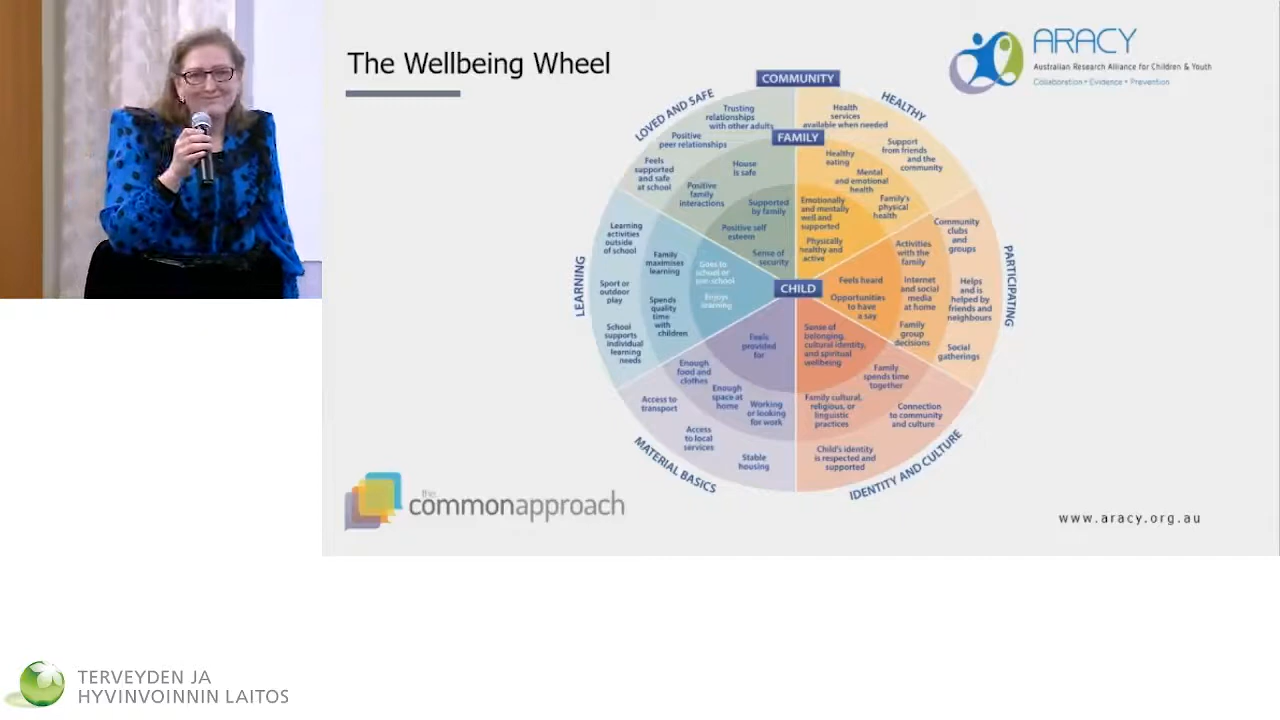 The Wellbeing Wheel
ARACY
Australian Research Alliance for Children & Youth
Collaboration • Evidence • Prevention
COMMUNITY
FAMILY
CHILD
LOVED AND SAFE
Trusting
relationships
with other adults
Positive
peer relationships
Feels
supported
and safe
at school
House
is safe
Positive
family
interactions
Supported
by family
Positive self
esteem
Sense of
security
HEALTHY
Health
services
available when needed
Support
from friends
and the
community
Healthy
eating
Mental
and emotional
health
Family's
physical
health
Emotionally
and mentally
well and
supported
Physically
healthy and
active
PARTICIPATING
Community
clubs
and
groups
Helps
and is
helped by
friends and
neighbours
Social
gatherings
Activities
with the
family
Internet
and social
media
at home
Family
group
decisions
Feels heard
Opportunities
to have
a say
IDENTITY AND CULTURE
Sense of
belonging,
cultural identity,
and spiritual
wellbeing
Family
spends time
together
Family cultural,
religious, or
linguistic
practices
Connection
to community
and culture
Child's identity
is respected and
supported
MATERIAL BASICS
Feels
provided
for
Enough
food and
clothes
Enough
space at
home
Working
or looking
for work
Access to
transport
Access
to local
services
Stable
housing
LEARNING
Learning
activities
outside
of school
Sport or
outdoor
play
School
supports
individual
learning
needs
Family
maximises
learning
Spends
quality
time
with
children
Goes to
school or
pre-school
Enjoys
learning
the
commonapproach
www.aracy.org.au
TERVEYDEN JA
HYVINVOINNIN LAITOS